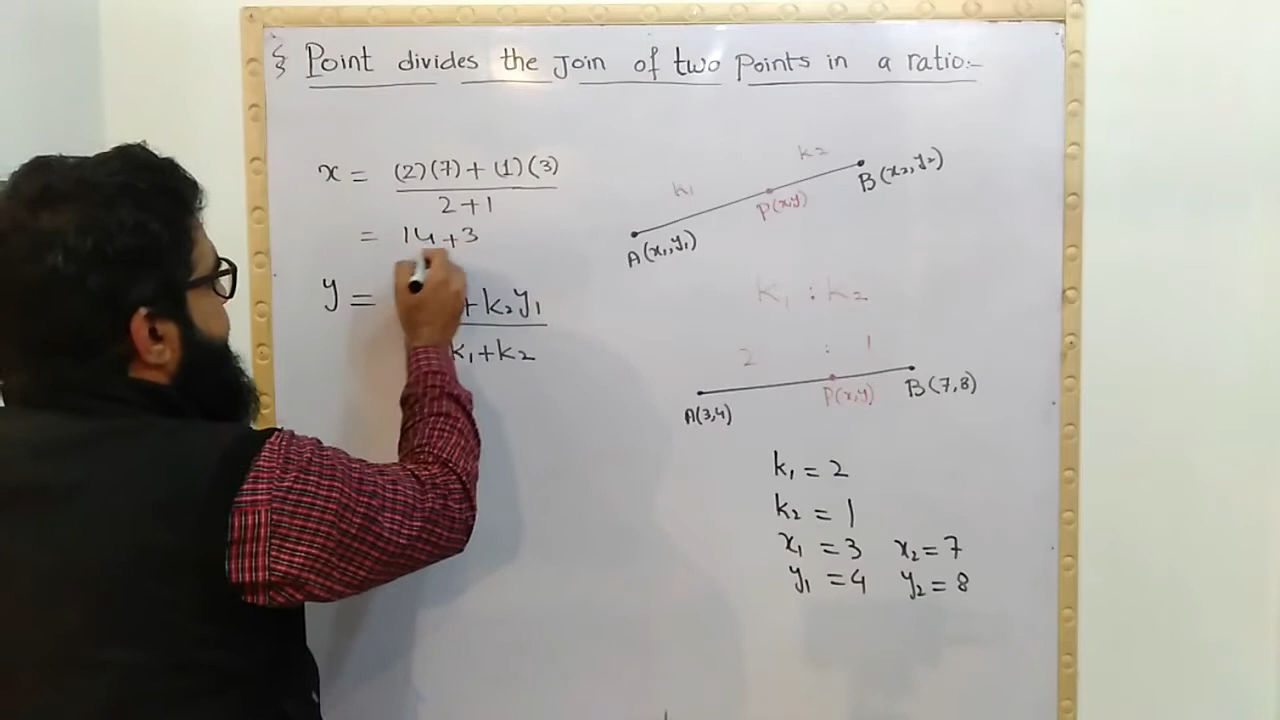 § Point divides the Join of two Points in a ratio:-
x = (2)(7) + (1)(3)
2 + 1
= 14 + 3
y = + k₂y₁
k₁ + k₂
k₁ k₂
A(x₁, y₁) P(x,y) B(x₂, y₂)
k₁ : k₂
2 : 1
A(3,4) P(x,y) B(7,8)
k₁ = 2
k₂ = 1
x₁ = 3 x₂ = 7
y₁ = 4 y₂ = 8